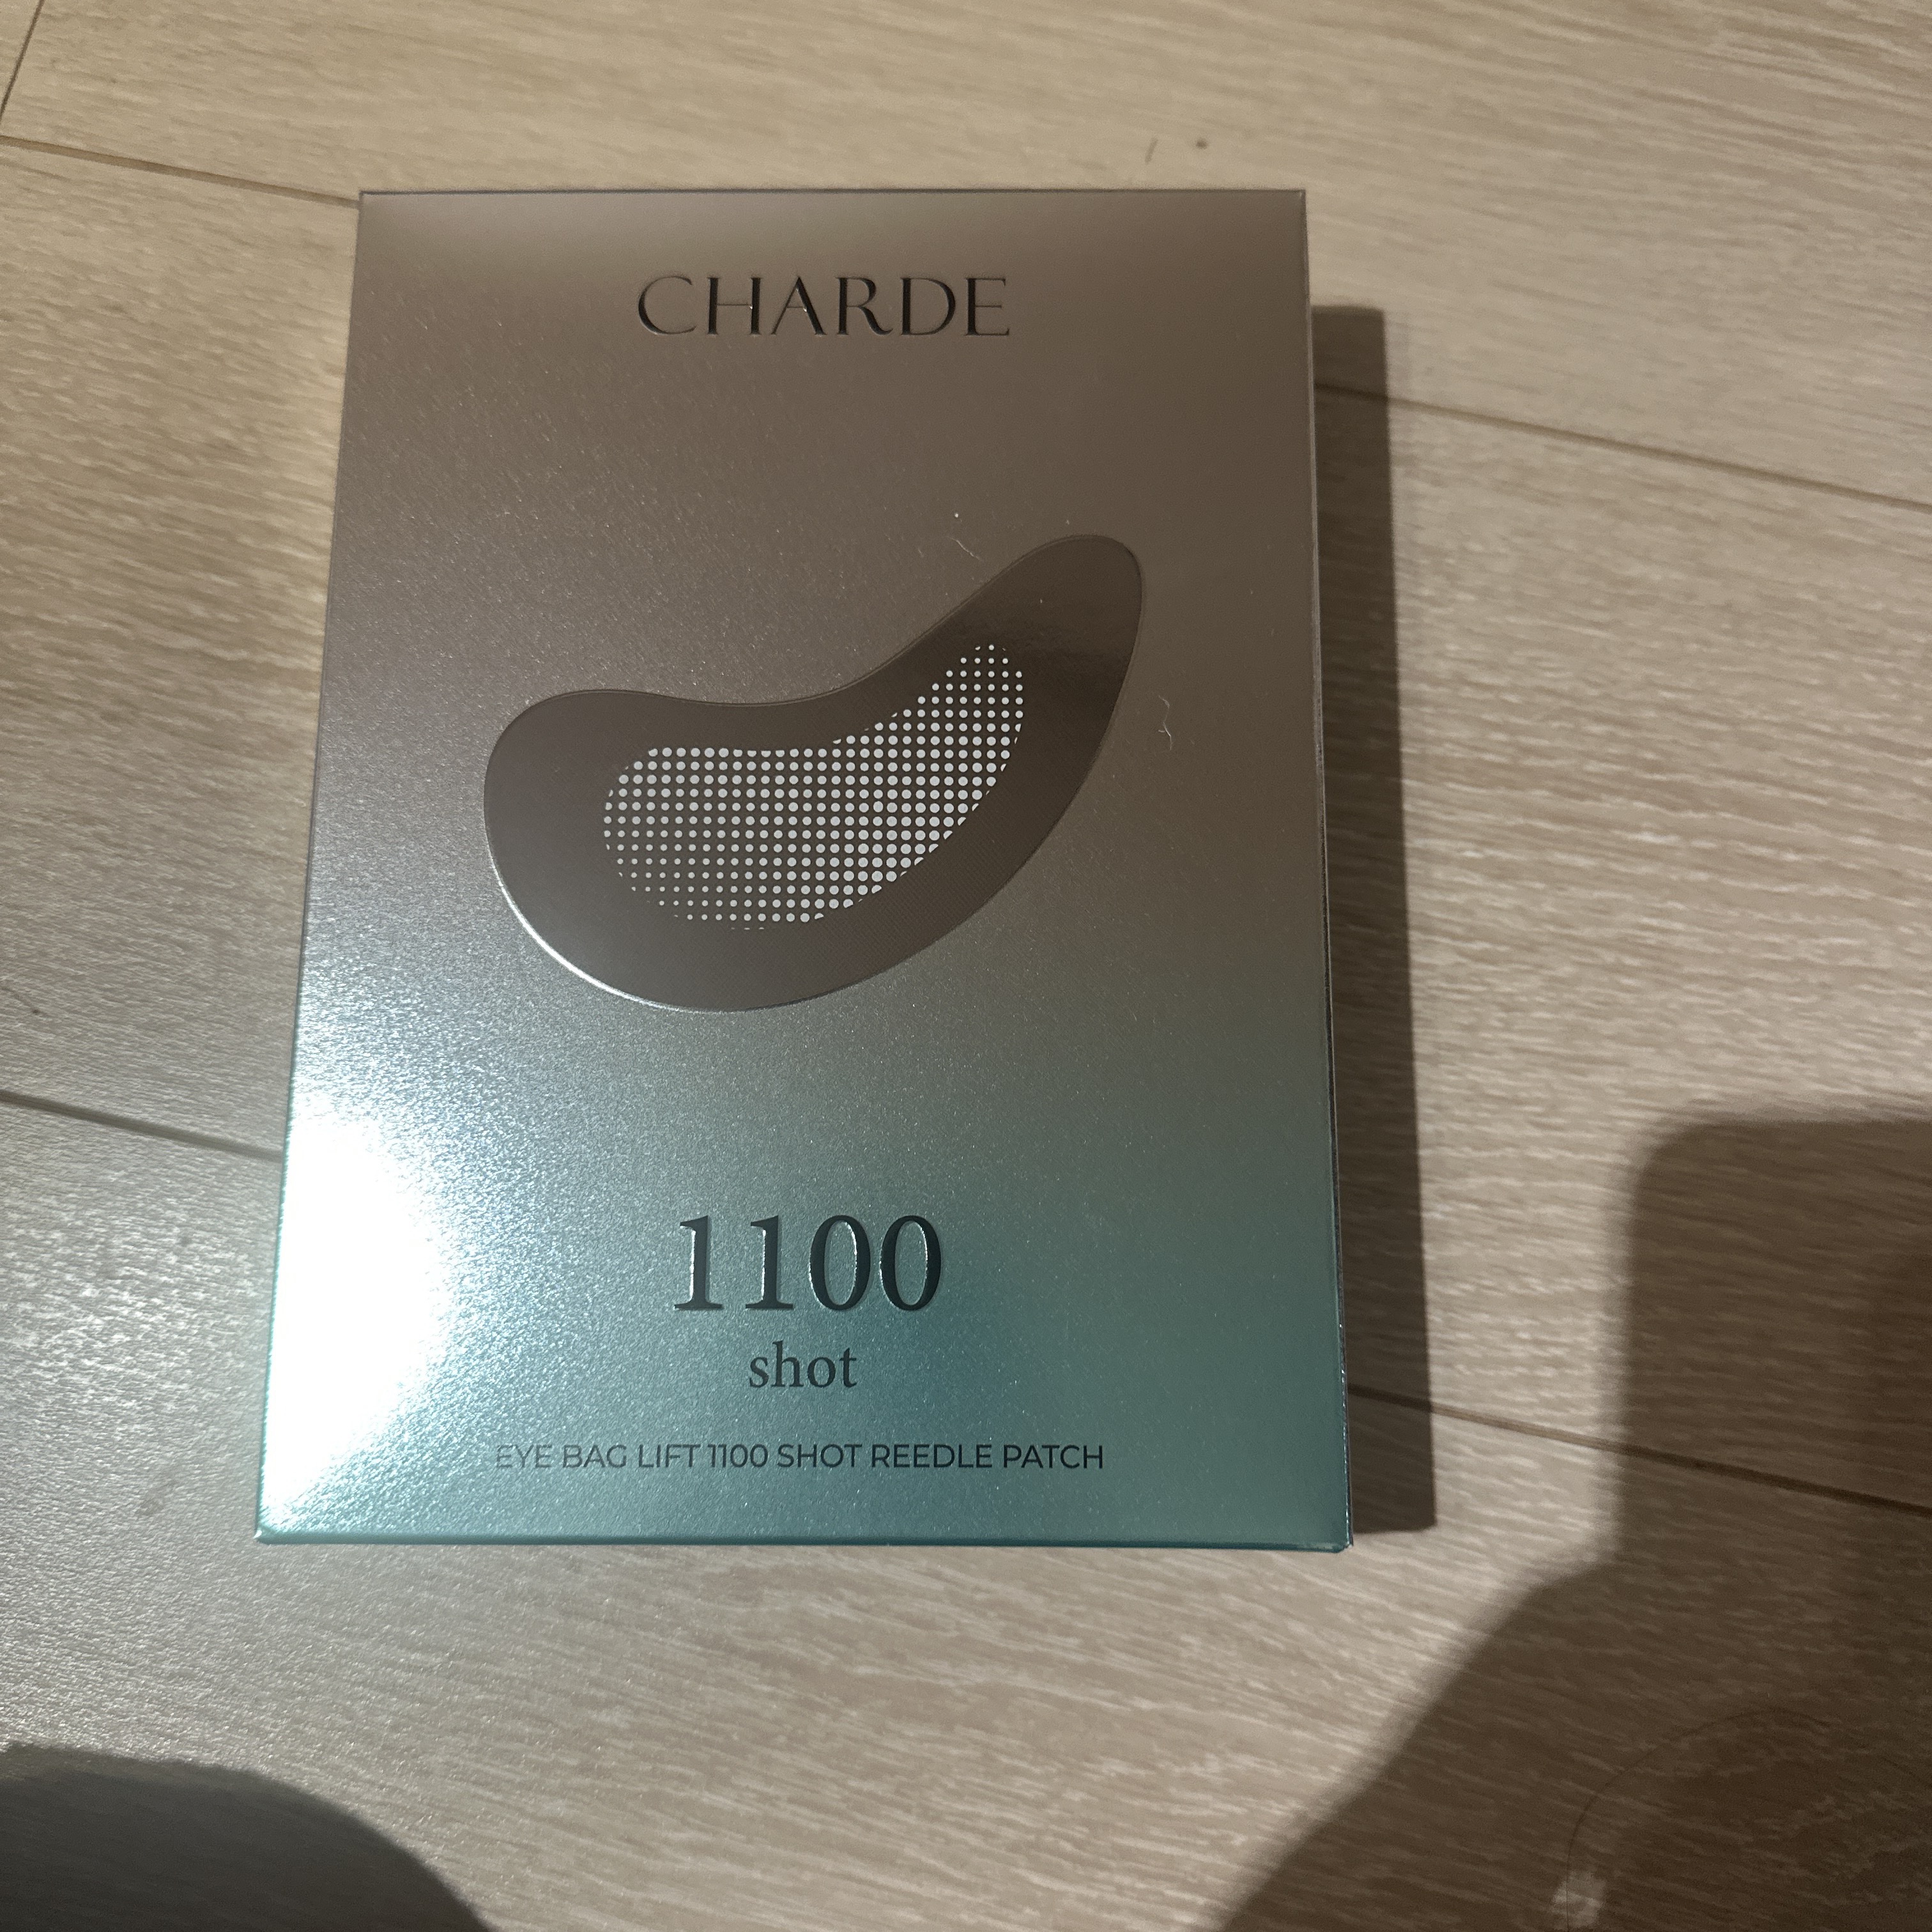 CHARDE
1100
shot
EYE BAG LIFT 1100 SHOT REEDLE PATCH